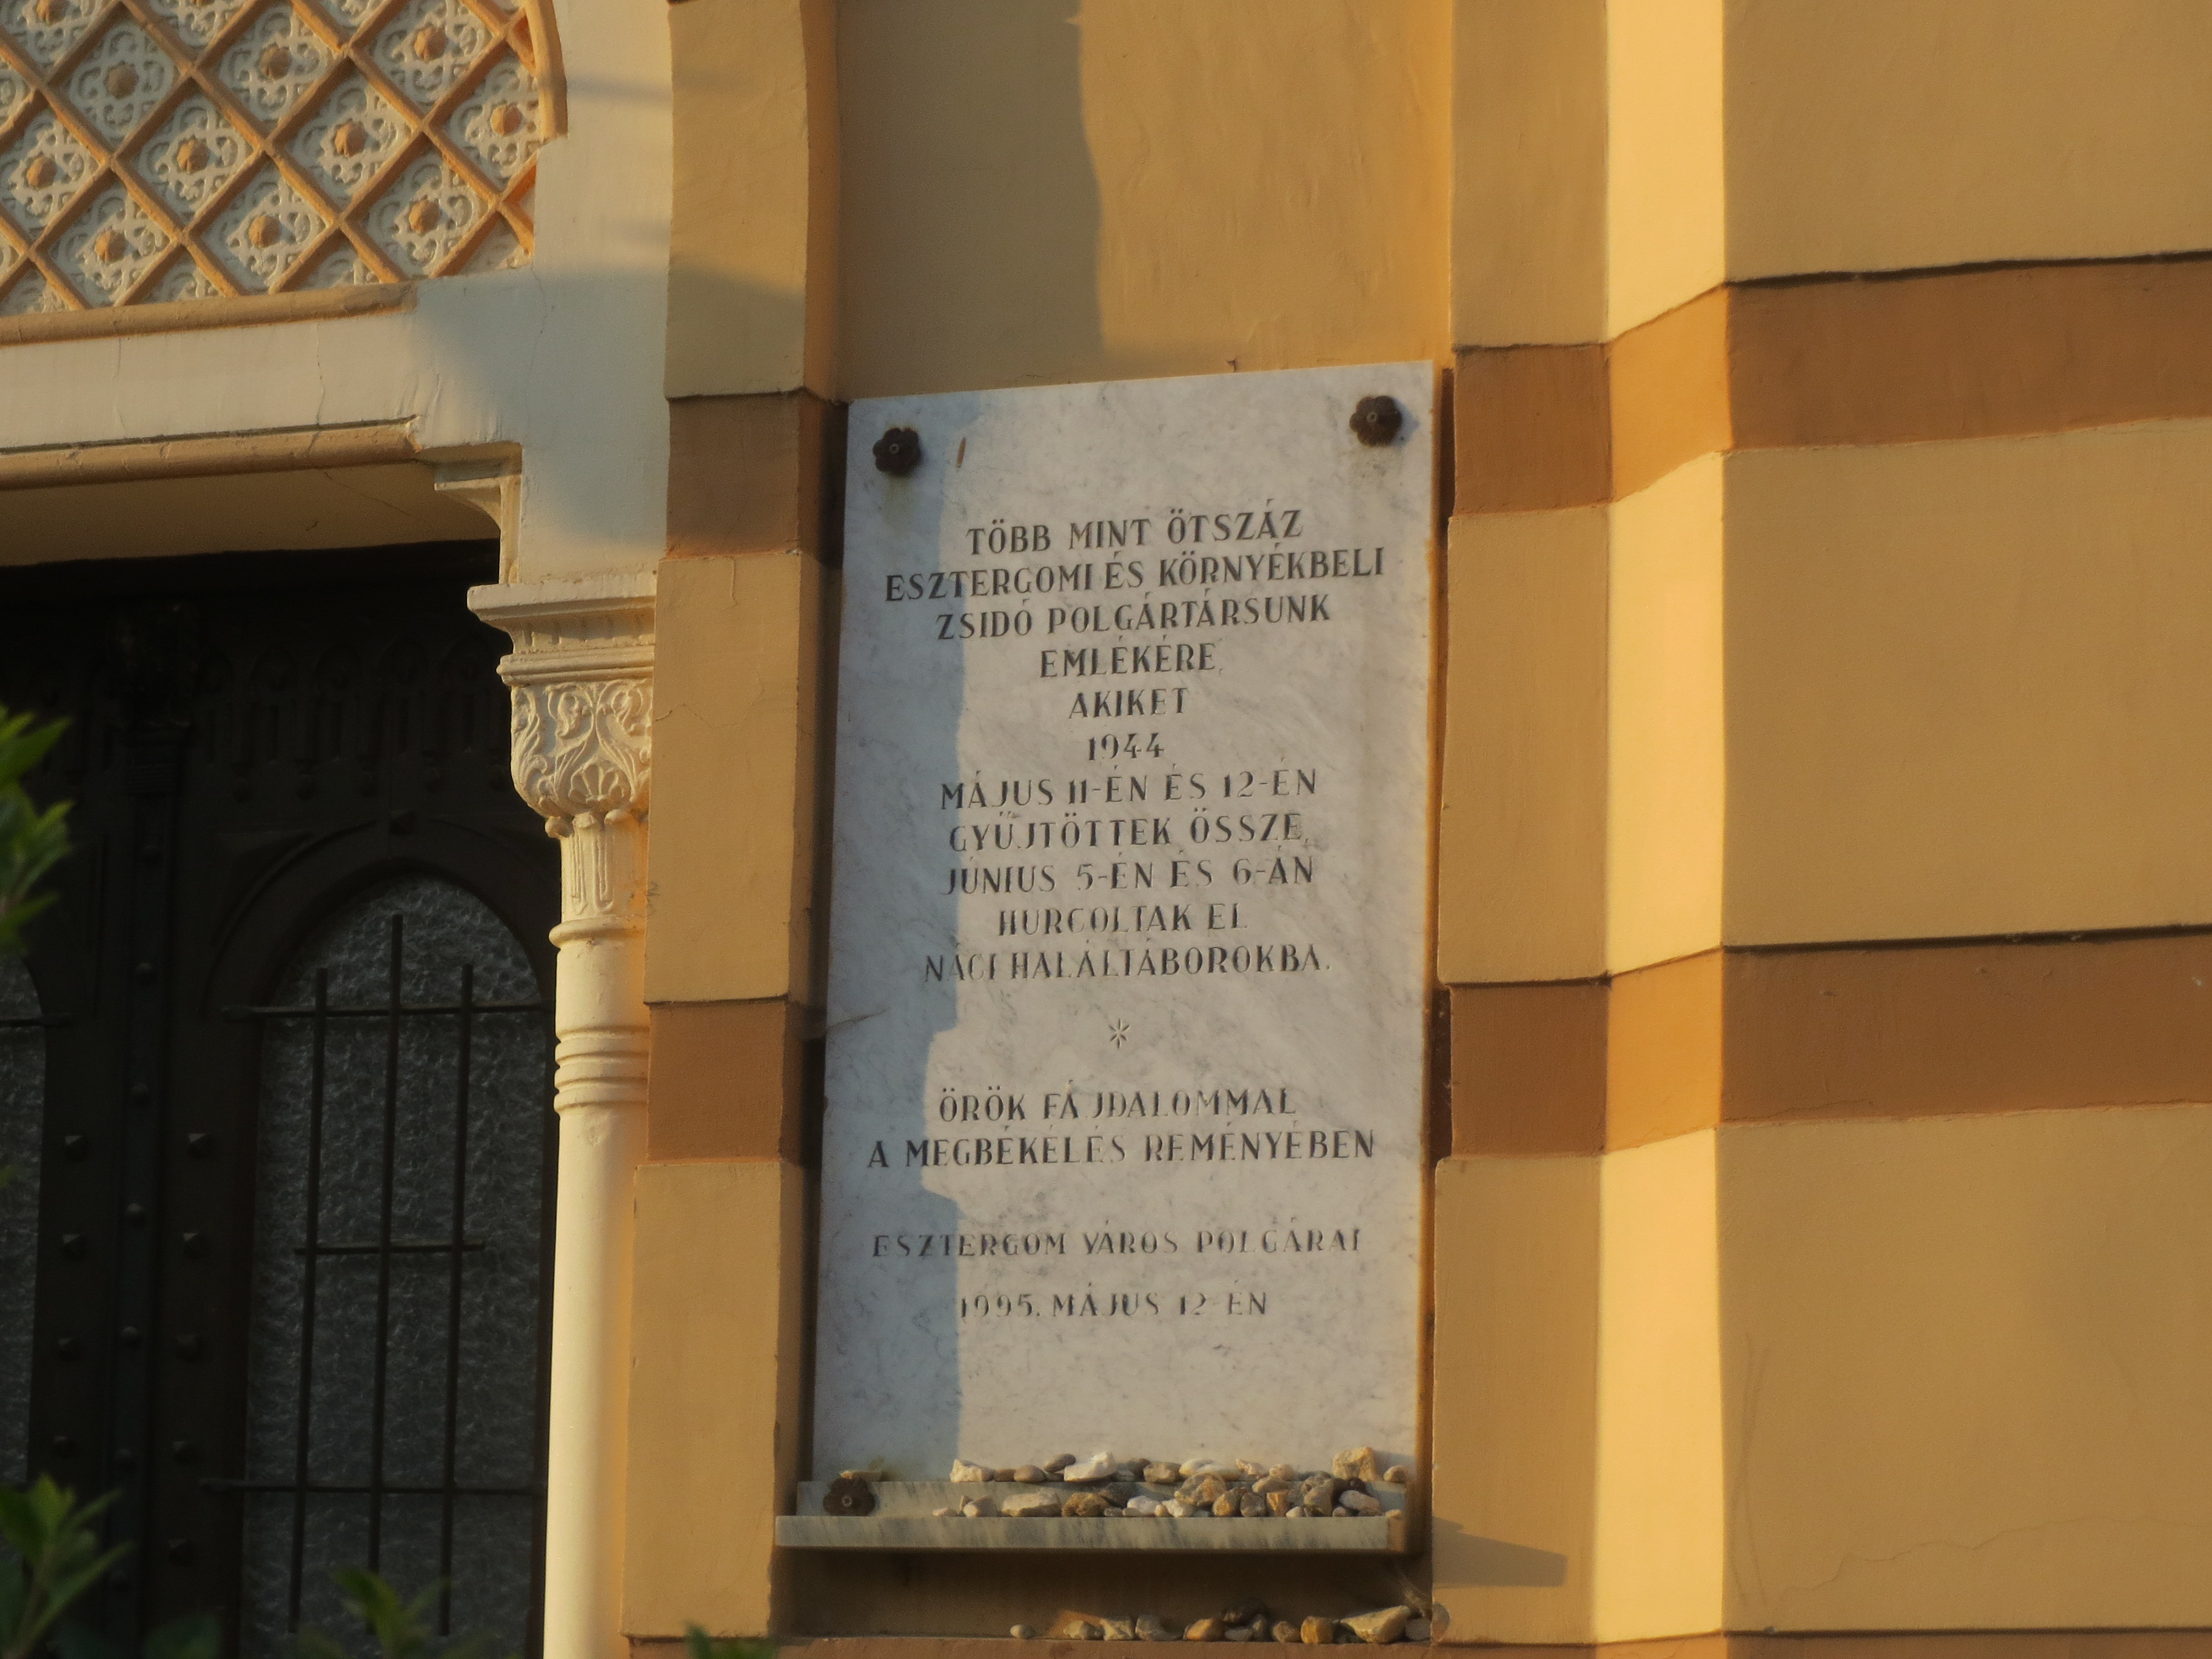 TÖBB MINT ÖTSZÁZ
ESZTERGOMI ÉS KÖRNYÉKBELI
ZSIDÓ POLGÁRTÁRSUNK
EMLÉKÉRE,
AKIKET
1944
MÁJUS 11-ÉN ÉS 12-ÉN
GYŰJTÖTTEK ÖSSZE,
JÚNIUS 5-ÉN ÉS 6-ÁN
HURCOLTAK EL
NÁCI HALÁLTÁBOROKBA.
*
ÖRÖK FÁJDALOMMAL
A MEGBÉKÉLÉS REMÉNYÉBEN
ESZTERGOM VÁROS POLGÁRAI
1995. MÁJUS 12-ÉN